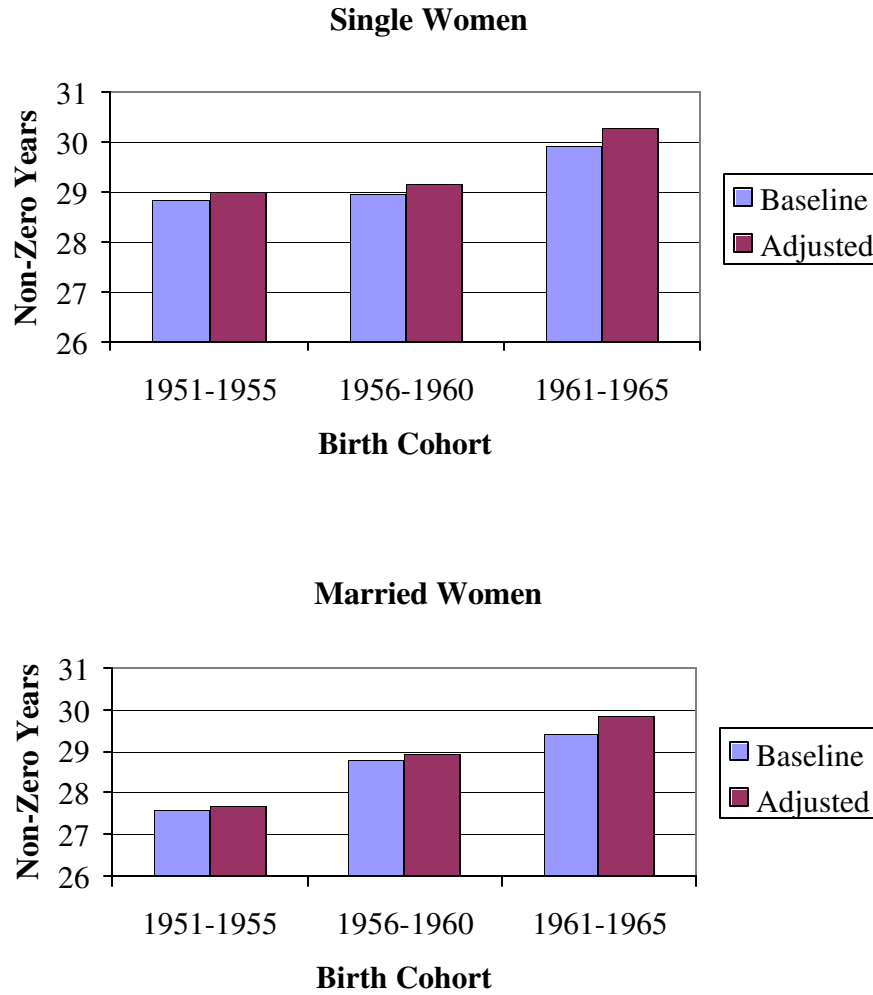 Single Women
Non-Zero Years
31
30
29
28
27
26
1951-1955 1956-1960 1961-1965
Birth Cohort
Baseline
Adjusted
Married Women
Non-Zero Years
31
30
29
28
27
26
1951-1955 1956-1960 1961-1965
Birth Cohort
Baseline
Adjusted